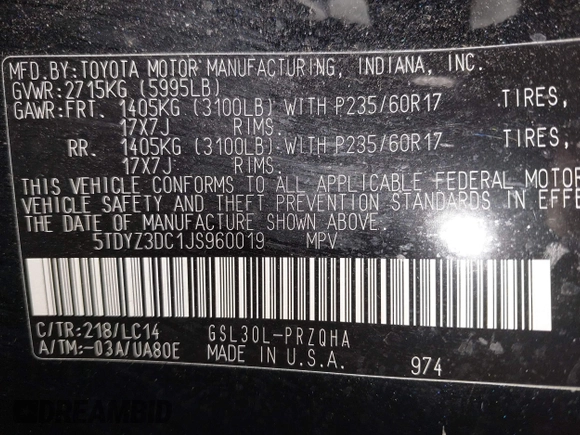 MFD.BY:TOYOTA MOTOR MANUFACTURING, INDIANA, INC.
GVWR:2715KG (5995LB)
GAWR:FRT. 1405KG (3100LB) WITH P235/60R17 TIRES,
17X7J RIMS.
RR. 1405KG (3100LB) WITH P235/60R17 TIRES,
17X7J RIMS.
THIS VEHICLE CONFORMS TO ALL APPLICABLE FEDERAL MOTOR
VEHICLE SAFETY AND THEFT PREVENTION STANDARDS IN EFFE
THE DATE OF MANUFACTURE SHOWN ABOVE.
5TDYZ3DC1JS960019 MPV
C/TR:218/LC14 GSL30L-PRZQHA
A/TM:-03A/UA80E MADE IN U.S.A. 974
DREAMBID